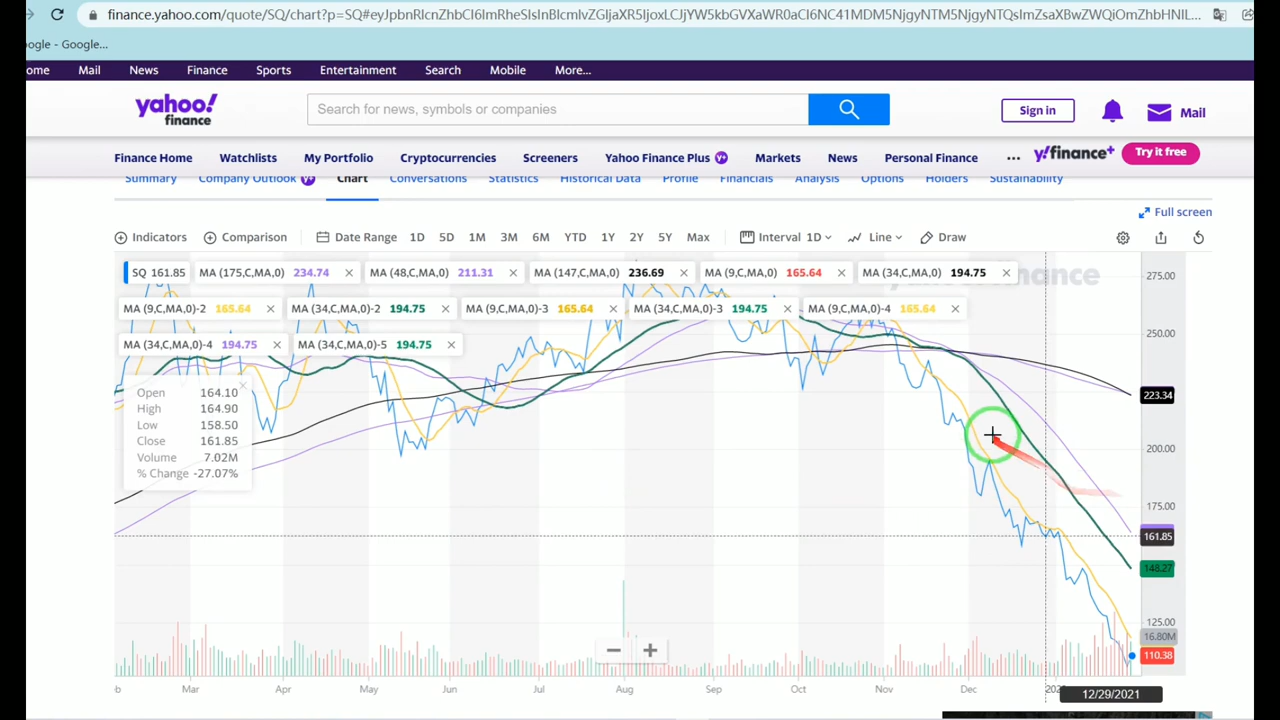 finance.yahoo.com/quote/SQ/chart?p=SQ#eyJpbnRlcnZhbCI6ImRheSIsInBlcmlvZGljaXR5IjoxLCJjYW5kbGVXaWR0aCI6NC41MDM5NjgyNTM5NjgyNTQsImZsaXBwZWQiOmZhbHNlL...
ogle - Google...
ome Mail News Finance Sports Entertainment Search Mobile More...
yahoo! finance
Search for news, symbols or companies
Sign in Mail
Finance Home Watchlists My Portfolio Cryptocurrencies Screeners Yahoo Finance Plus Y+ Markets News Personal Finance ... y!finance+ Try it free
Summary Company Outlook Y+ Chart Conversations Statistics Historical Data Profile Financials Analysis Options Holders Sustainability
Full screen
Indicators Comparison Date Range 1D 5D 1M 3M 6M YTD 1Y 2Y 5Y Max Interval 1D Line Draw
SQ 161.85 MA (175,C,MA,0) 234.74 MA (48,C,MA,0) 211.31 MA (147,C,MA,0) 236.69 MA (9,C,MA,0) 165.64 MA (34,C,MA,0) 194.75
MA (9,C,MA,0)-2 165.64 MA (34,C,MA,0)-2 194.75 MA (9,C,MA,0)-3 165.64 MA (34,C,MA,0)-3 194.75 MA (9,C,MA,0)-4 165.64
MA (34,C,MA,0)-4 194.75 MA (34,C,MA,0)-5 194.75
Open 164.10
High 164.90
Low 158.50
Close 161.85
Volume 7.02M
% Change -27.07%
275.00
250.00
223.34
200.00
175.00
161.85
148.27
125.00
16.80M
110.38
b Mar Apr May Jun Jul Aug Sep Oct Nov Dec 202
12/29/2021